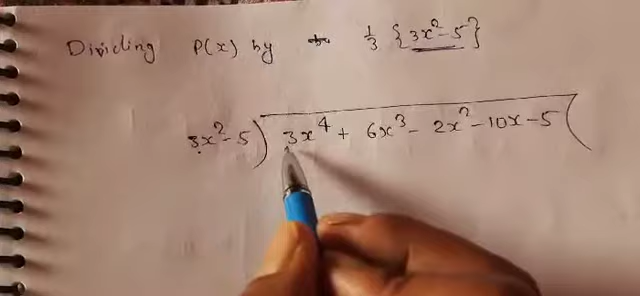 Dividing P(x) by 1/3 {3x² - 5}
3x² - 5) 3x⁴ + 6x³ - 2x² - 10x - 5 (